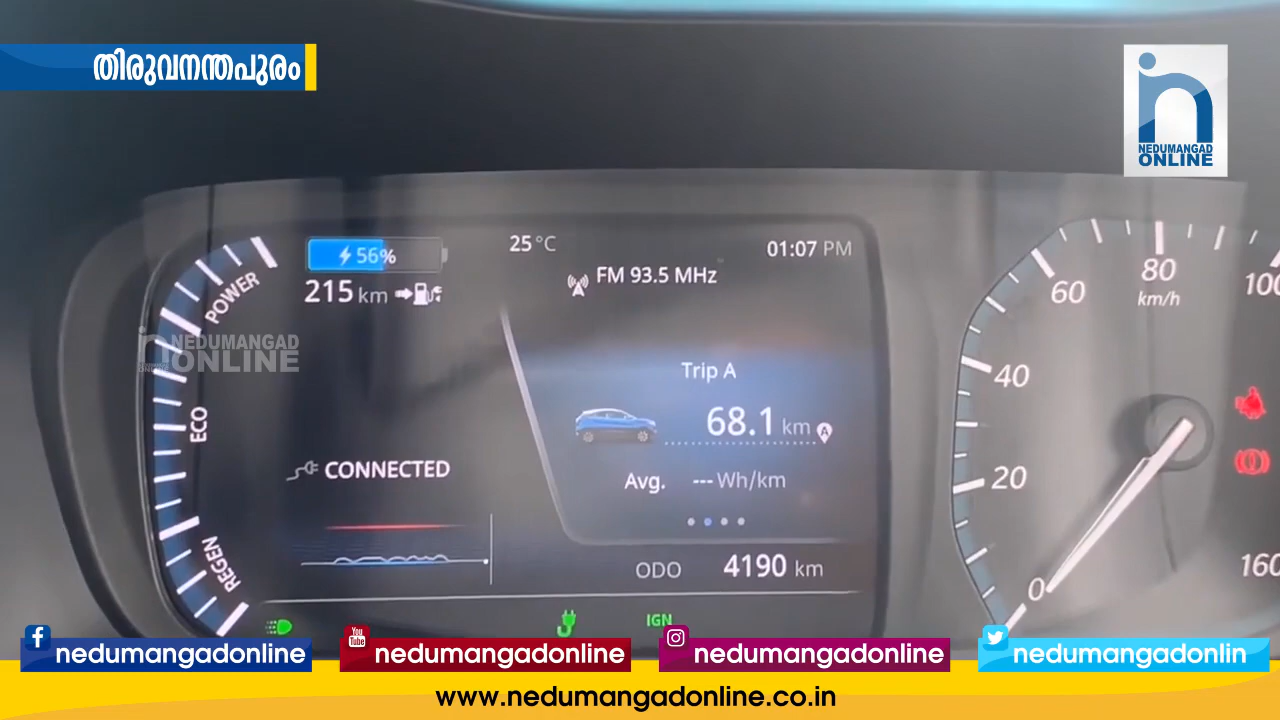 തിരുവനന്തപുരം
n
NEDUMANGAD
ONLINE
56%
215 km
25 °C
01:07 PM
FM 93.5 MHz
POWER
ECO
REGEN
NEDUMANGAD
ONLINE
CONNECTED
Trip A
68.1 km
A
Avg. --- Wh/km
ODO 4190 km
IGN
0
20
40
60
80
km/h
100
160
f nedumangadonline
You Tube nedumangadonline
nedumangadonline
nedumangadonlin
www.nedumangadonline.co.in